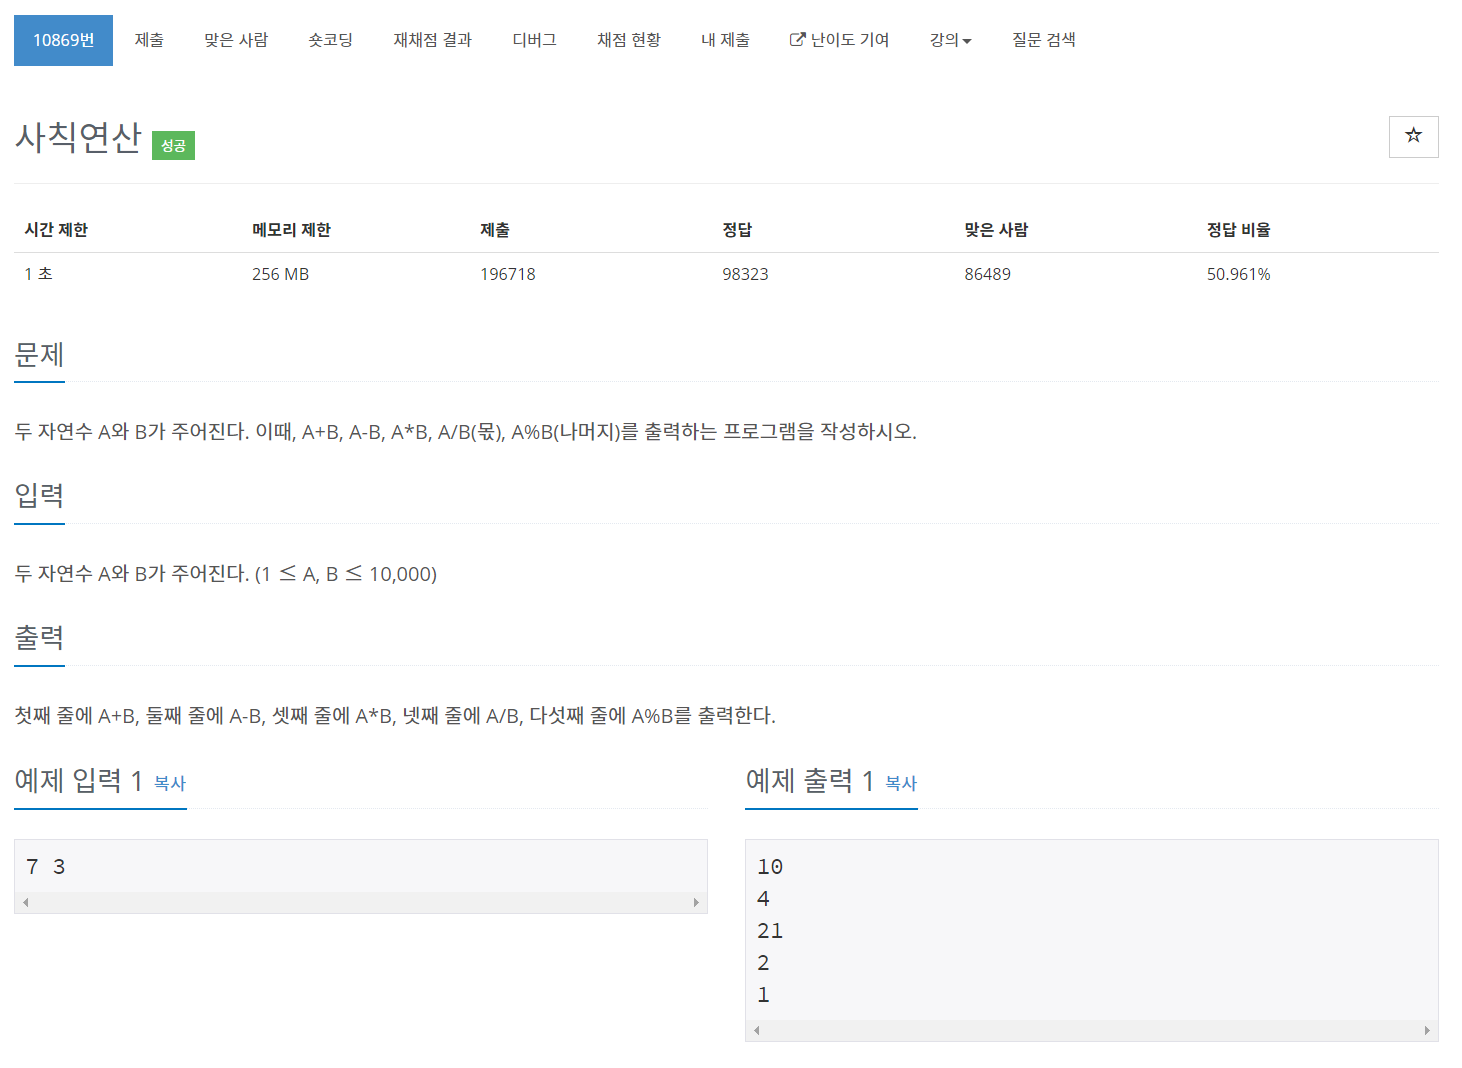 10869번 제출 맞은 사람 숏코딩 재채점 결과 디버그 채점 현황 내 제출 난이도 기여 강의 질문 검색
사칙연산 성공
시간 제한 메모리 제한 제출 정답 맞은 사람 정답 비율
1 초 256 MB 196718 98323 86489 50.961%
문제
두 자연수 A와 B가 주어진다. 이때, A+B, A-B, A*B, A/B(몫), A%B(나머지)를 출력하는 프로그램을 작성하시오.
입력
두 자연수 A와 B가 주어진다. (1 ≤ A, B ≤ 10,000)
출력
첫째 줄에 A+B, 둘째 줄에 A-B, 셋째 줄에 A*B, 넷째 줄에 A/B, 다섯째 줄에 A%B를 출력한다.
예제 입력 1 복사
7 3
예제 출력 1 복사
10
4
21
2
1